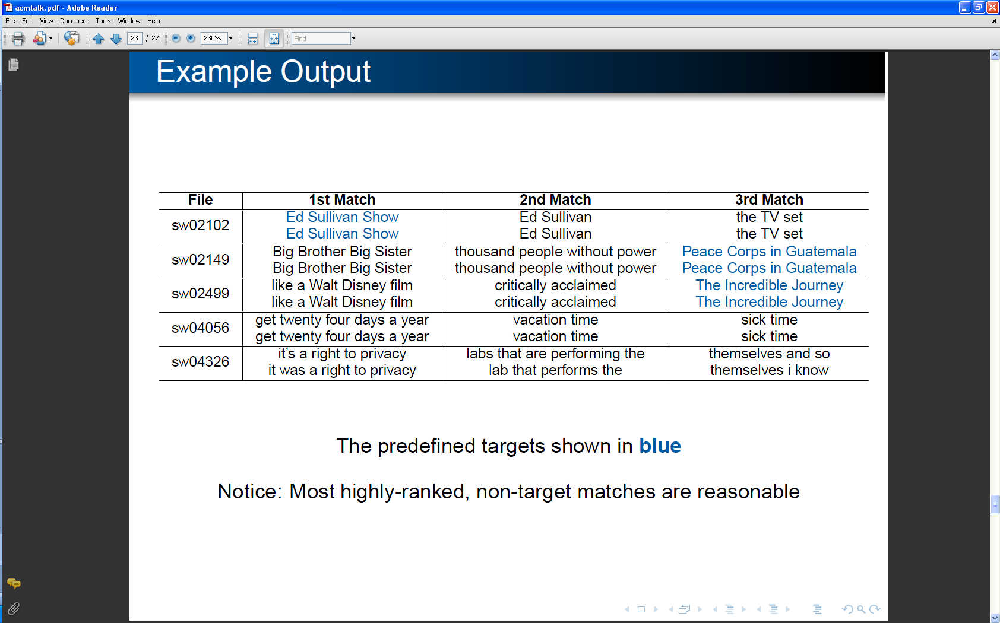 acmtalk.pdf - Adobe Reader
File Edit View Document Tools Window Help
23 / 27 230% Find
Example Output
File 1st Match 2nd Match 3rd Match
sw02102
Ed Sullivan Show
Ed Sullivan Show
Ed Sullivan
Ed Sullivan
the TV set
the TV set
sw02149
Big Brother Big Sister
Big Brother Big Sister
thousand people without power
thousand people without power
Peace Corps in Guatemala
Peace Corps in Guatemala
sw02499
like a Walt Disney film
like a Walt Disney film
critically acclaimed
critically acclaimed
The Incredible Journey
The Incredible Journey
sw04056
get twenty four days a year
get twenty four days a year
vacation time
vacation time
sick time
sick time
sw04326
it's a right to privacy
it was a right to privacy
labs that are performing the
lab that performs the
themselves and so
themselves i know
The predefined targets shown in blue
Notice: Most highly-ranked, non-target matches are reasonable